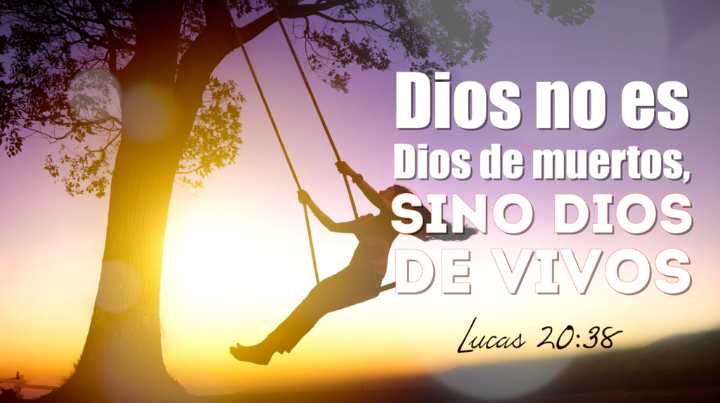 Dios no es
Dios de muertos,
SINO DIOS
DE VIVOS
Lucas 20:38